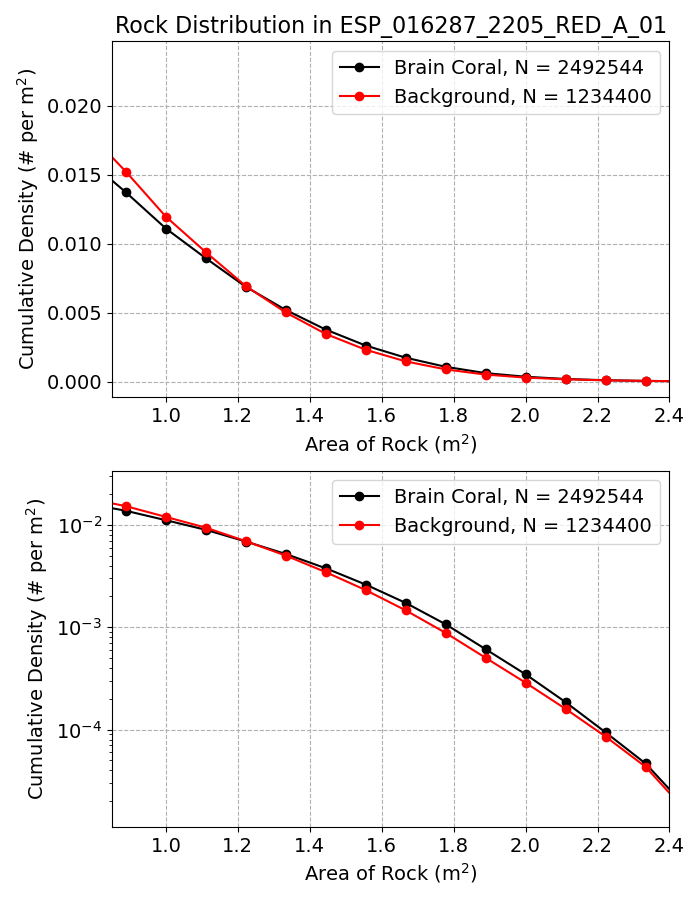 Rock Distribution in ESP_016287_2205_RED_A_01
Cumulative Density (# per m²)
0.020
0.015
0.010
0.005
0.000
Brain Coral, N = 2492544
Background, N = 1234400
1.0 1.2 1.4 1.6 1.8 2.0 2.2 2.4
Area of Rock (m²)
Cumulative Density (# per m²)
10⁻²
10⁻³
10⁻⁴
Brain Coral, N = 2492544
Background, N = 1234400
1.0 1.2 1.4 1.6 1.8 2.0 2.2 2.4
Area of Rock (m²)